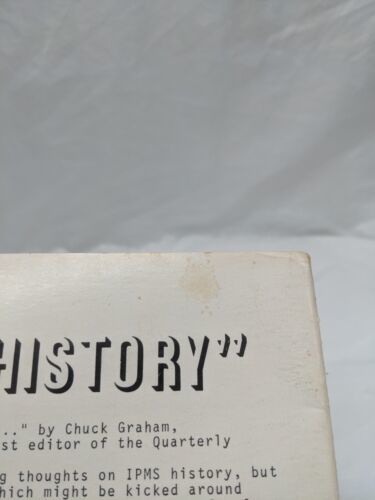 HISTORY"
..." by Chuck Graham,
st editor of the Quarterly
g thoughts on IPMS history, but
hich might be kicked around